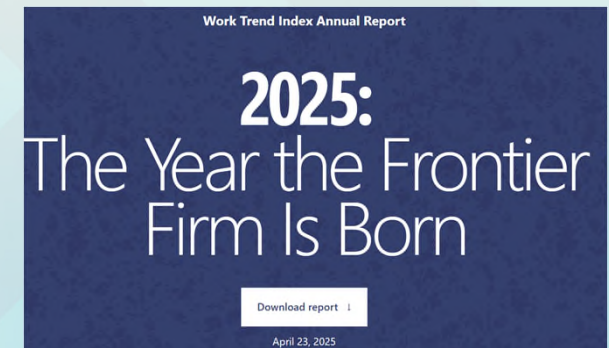 Work Trend Index Annual Report
2025:
The Year the Frontier
Firm Is Born
Download report ↓
April 23, 2025